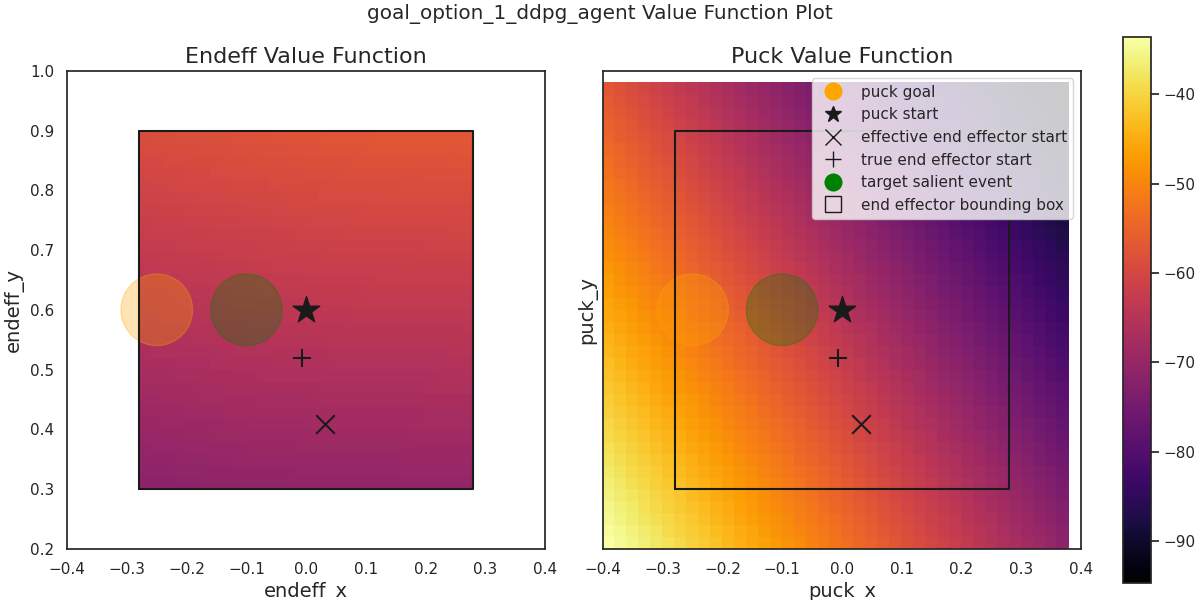 goal_option_1_ddpg_agent Value Function Plot
Endeff Value Function
1.0
0.9
0.8
0.7
0.6
0.5
0.4
0.3
0.2
endeff_y
−0.4 −0.3 −0.2 −0.1 0.0 0.1 0.2 0.3 0.4
endeff_x
Puck Value Function
puck goal
puck start
effective end effector start
true end effector start
target salient event
end effector bounding box
puck_y
−0.4 −0.3 −0.2 −0.1 0.0 0.1 0.2 0.3 0.4
puck_x
−40
−50
−60
−70
−80
−90